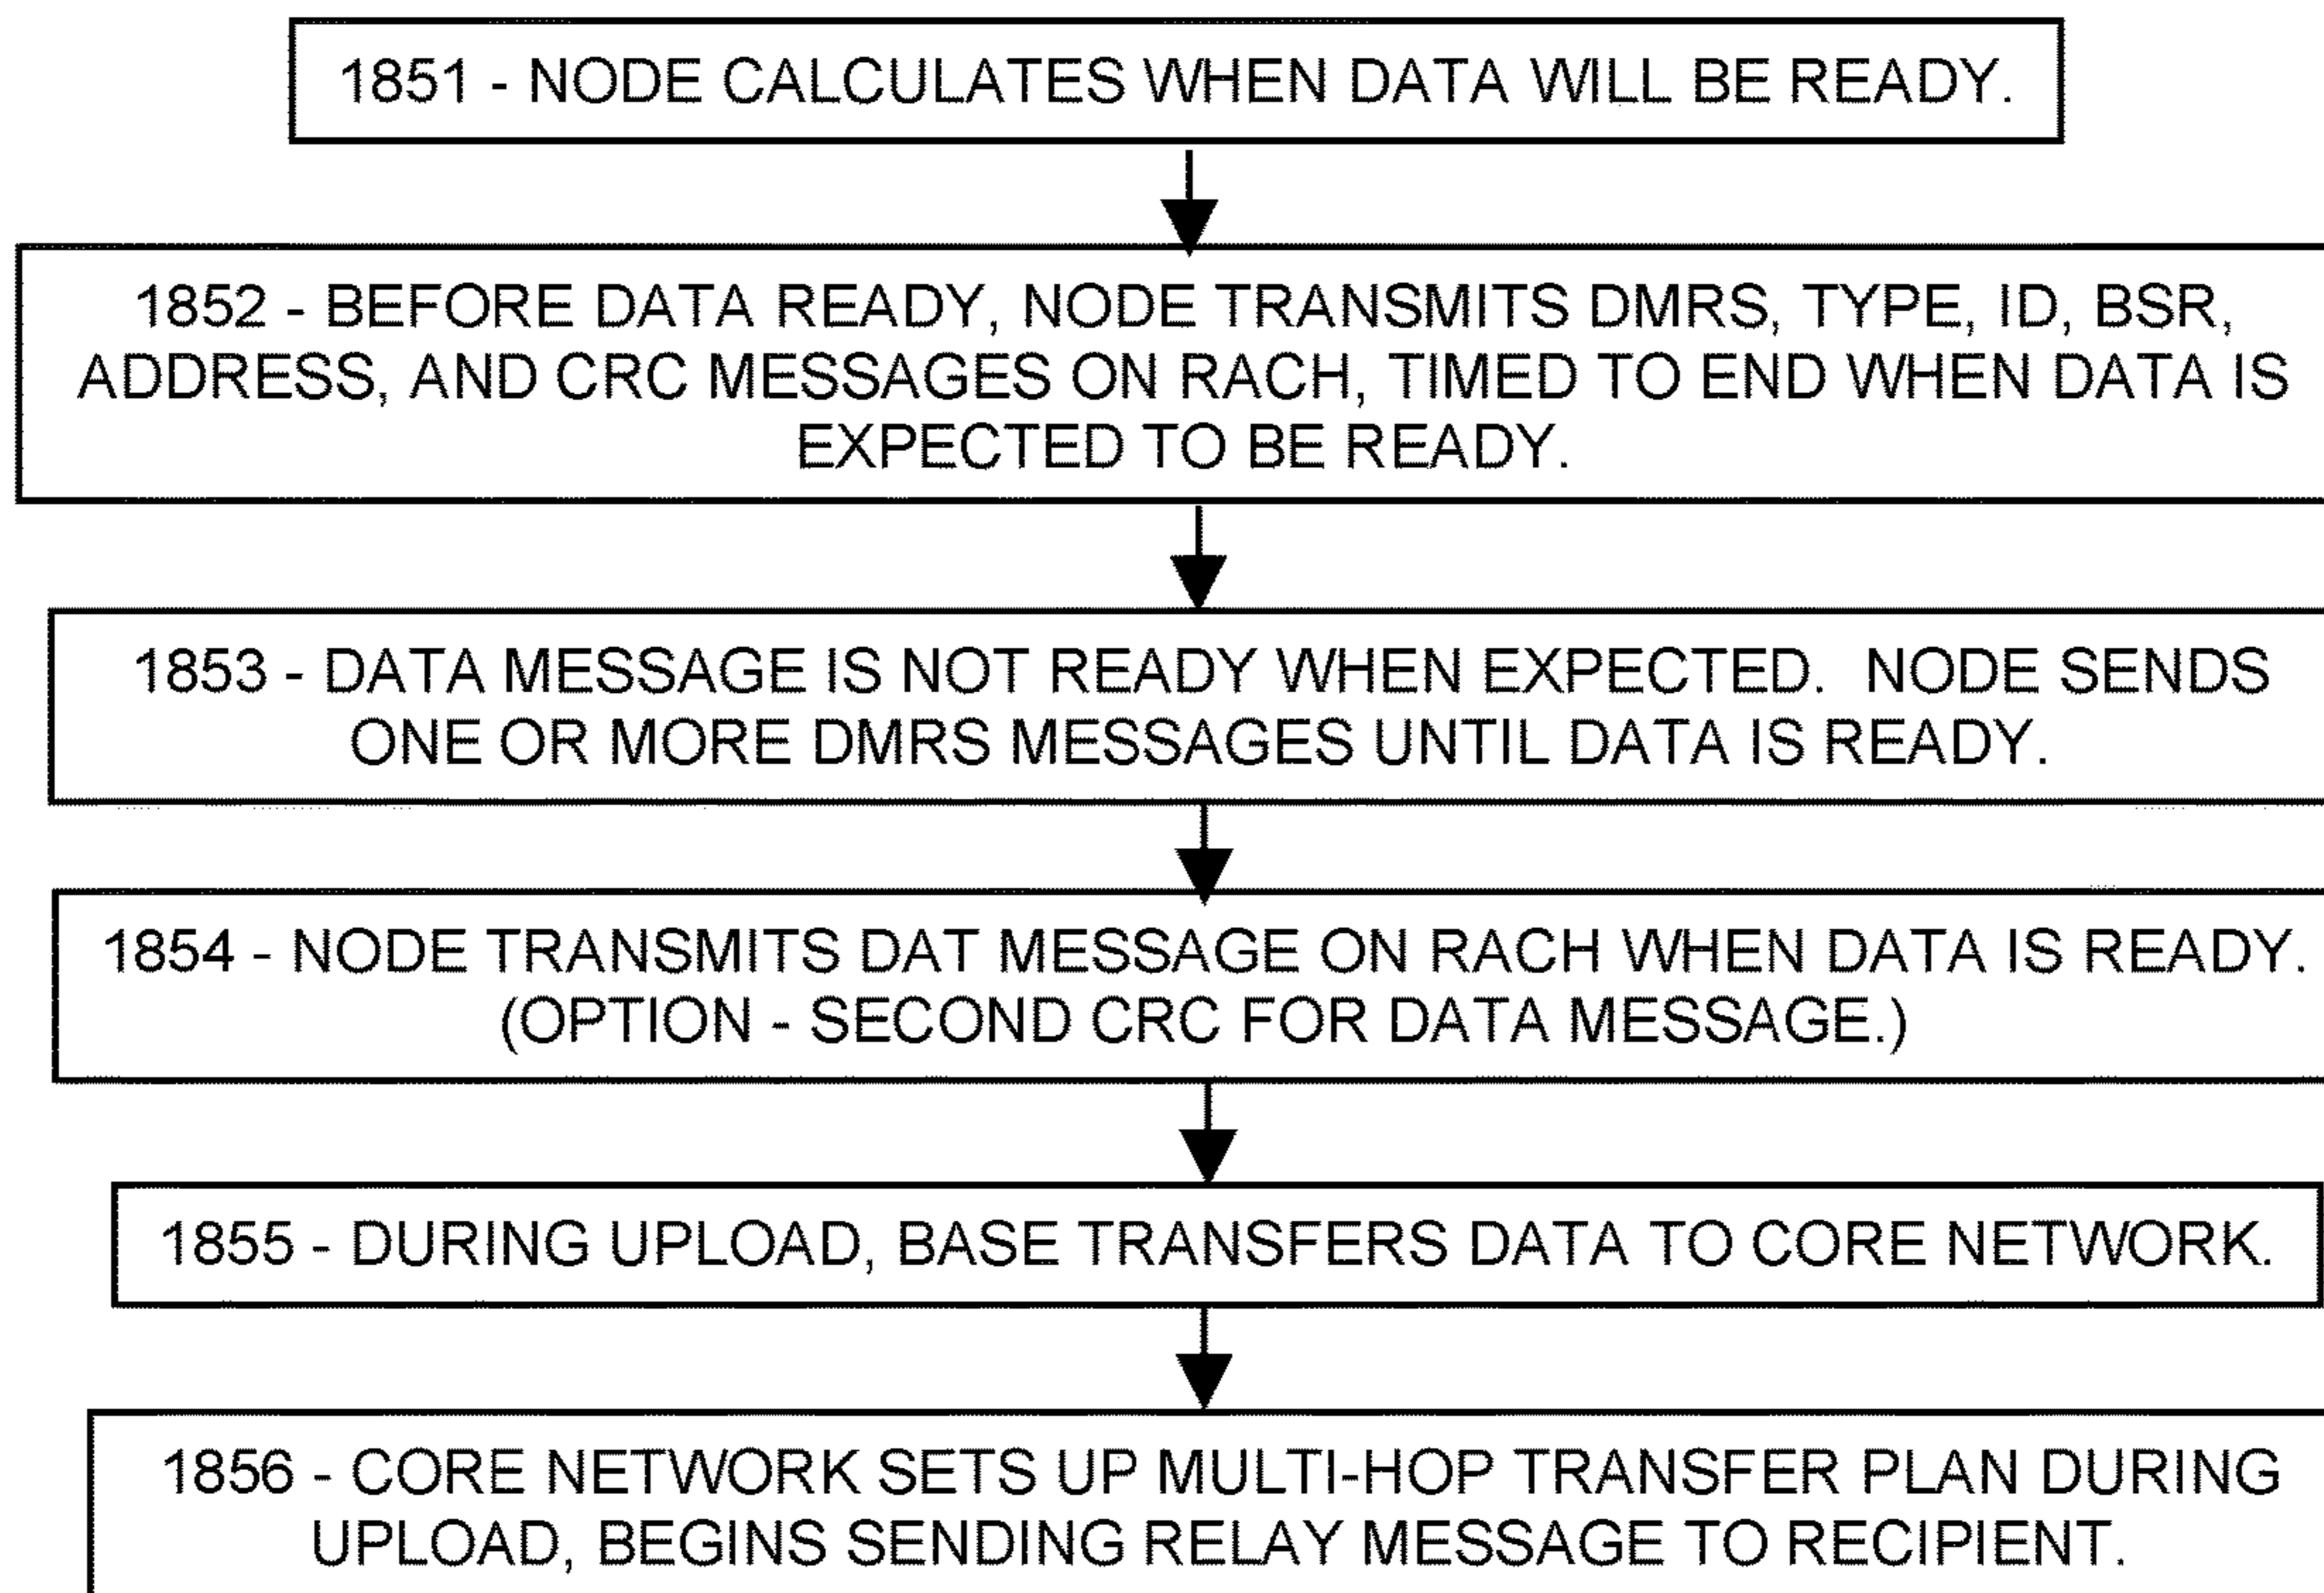 1851 - NODE CALCULATES WHEN DATA WILL BE READY.
1852 - BEFORE DATA READY, NODE TRANSMITS DMRS, TYPE, ID, BSR,
ADDRESS, AND CRC MESSAGES ON RACH, TIMED TO END WHEN DATA IS
EXPECTED TO BE READY.
1853 - DATA MESSAGE IS NOT READY WHEN EXPECTED. NODE SENDS
ONE OR MORE DMRS MESSAGES UNTIL DATA IS READY.
1854 - NODE TRANSMITS DAT MESSAGE ON RACH WHEN DATA IS READY.
(OPTION - SECOND CRC FOR DATA MESSAGE.)
1855 - DURING UPLOAD, BASE TRANSFERS DATA TO CORE NETWORK.
1856 - CORE NETWORK SETS UP MULTI-HOP TRANSFER PLAN DURING
UPLOAD, BEGINS SENDING RELAY MESSAGE TO RECIPIENT.